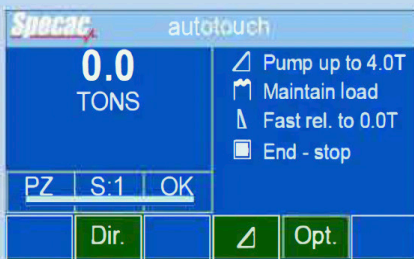 Specac autotouch
0.0
TONS
Pump up to 4.0T
Maintain load
Fast rel. to 0.0T
End - stop
PZ S:1 OK
Dir. Opt.